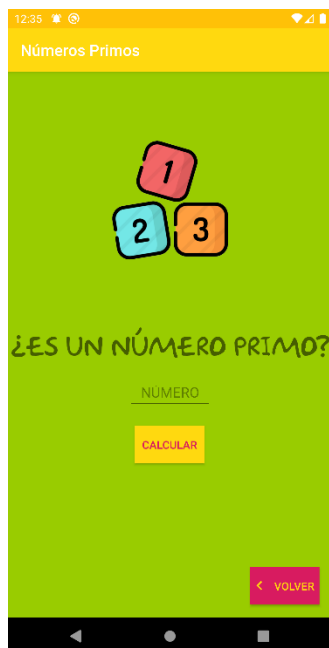 12:35
Números Primos
1
2 3
¿ES UN NÚMERO PRIMO?
NÚMERO
CALCULAR
VOLVER